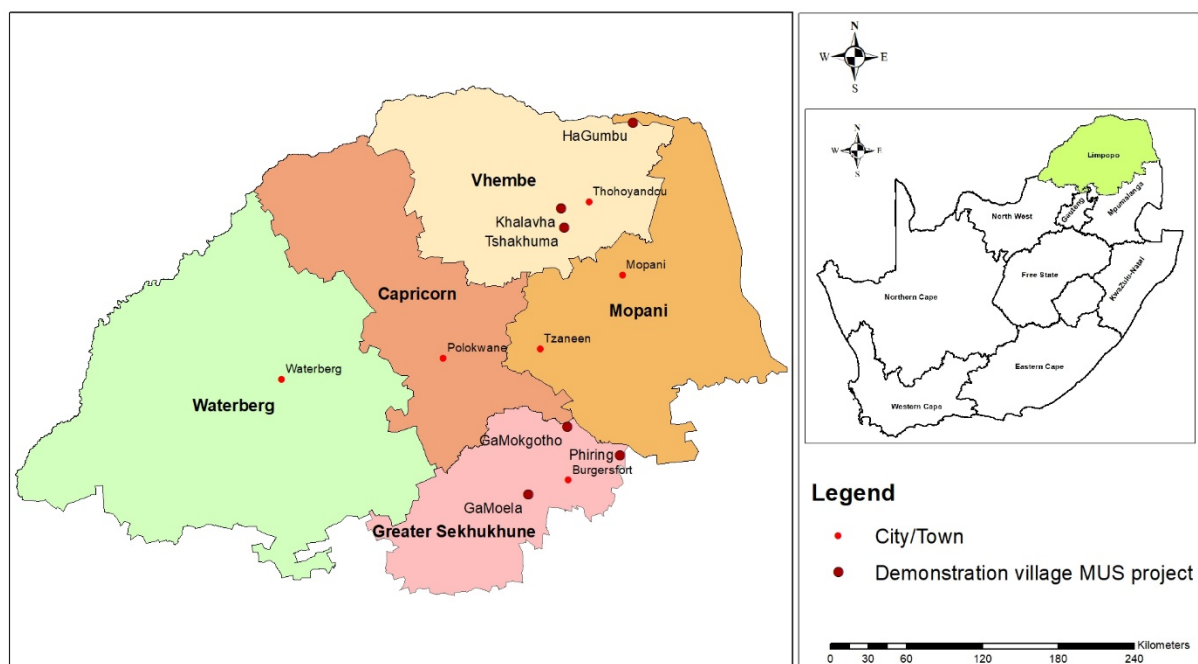 HaGumbu
Vhembe
Thohoyandou
Khalavha
Tshakhuma
Mopani
Capricorn
Mopani
Tzaneen
Polokwane
Waterberg
Waterberg
GaMokgotho
Phiring
Burgersfort
GaMoela
Greater Sekhukhune
N
W E
S
N
W E
S
Limpopo
Mpumalanga
Gauteng
North West
Free State
KwaZulu-Natal
Northern Cape
Eastern Cape
Western Cape
Legend
City/Town
Demonstration village MUS project
Kilometers
0 30 60 120 180 240